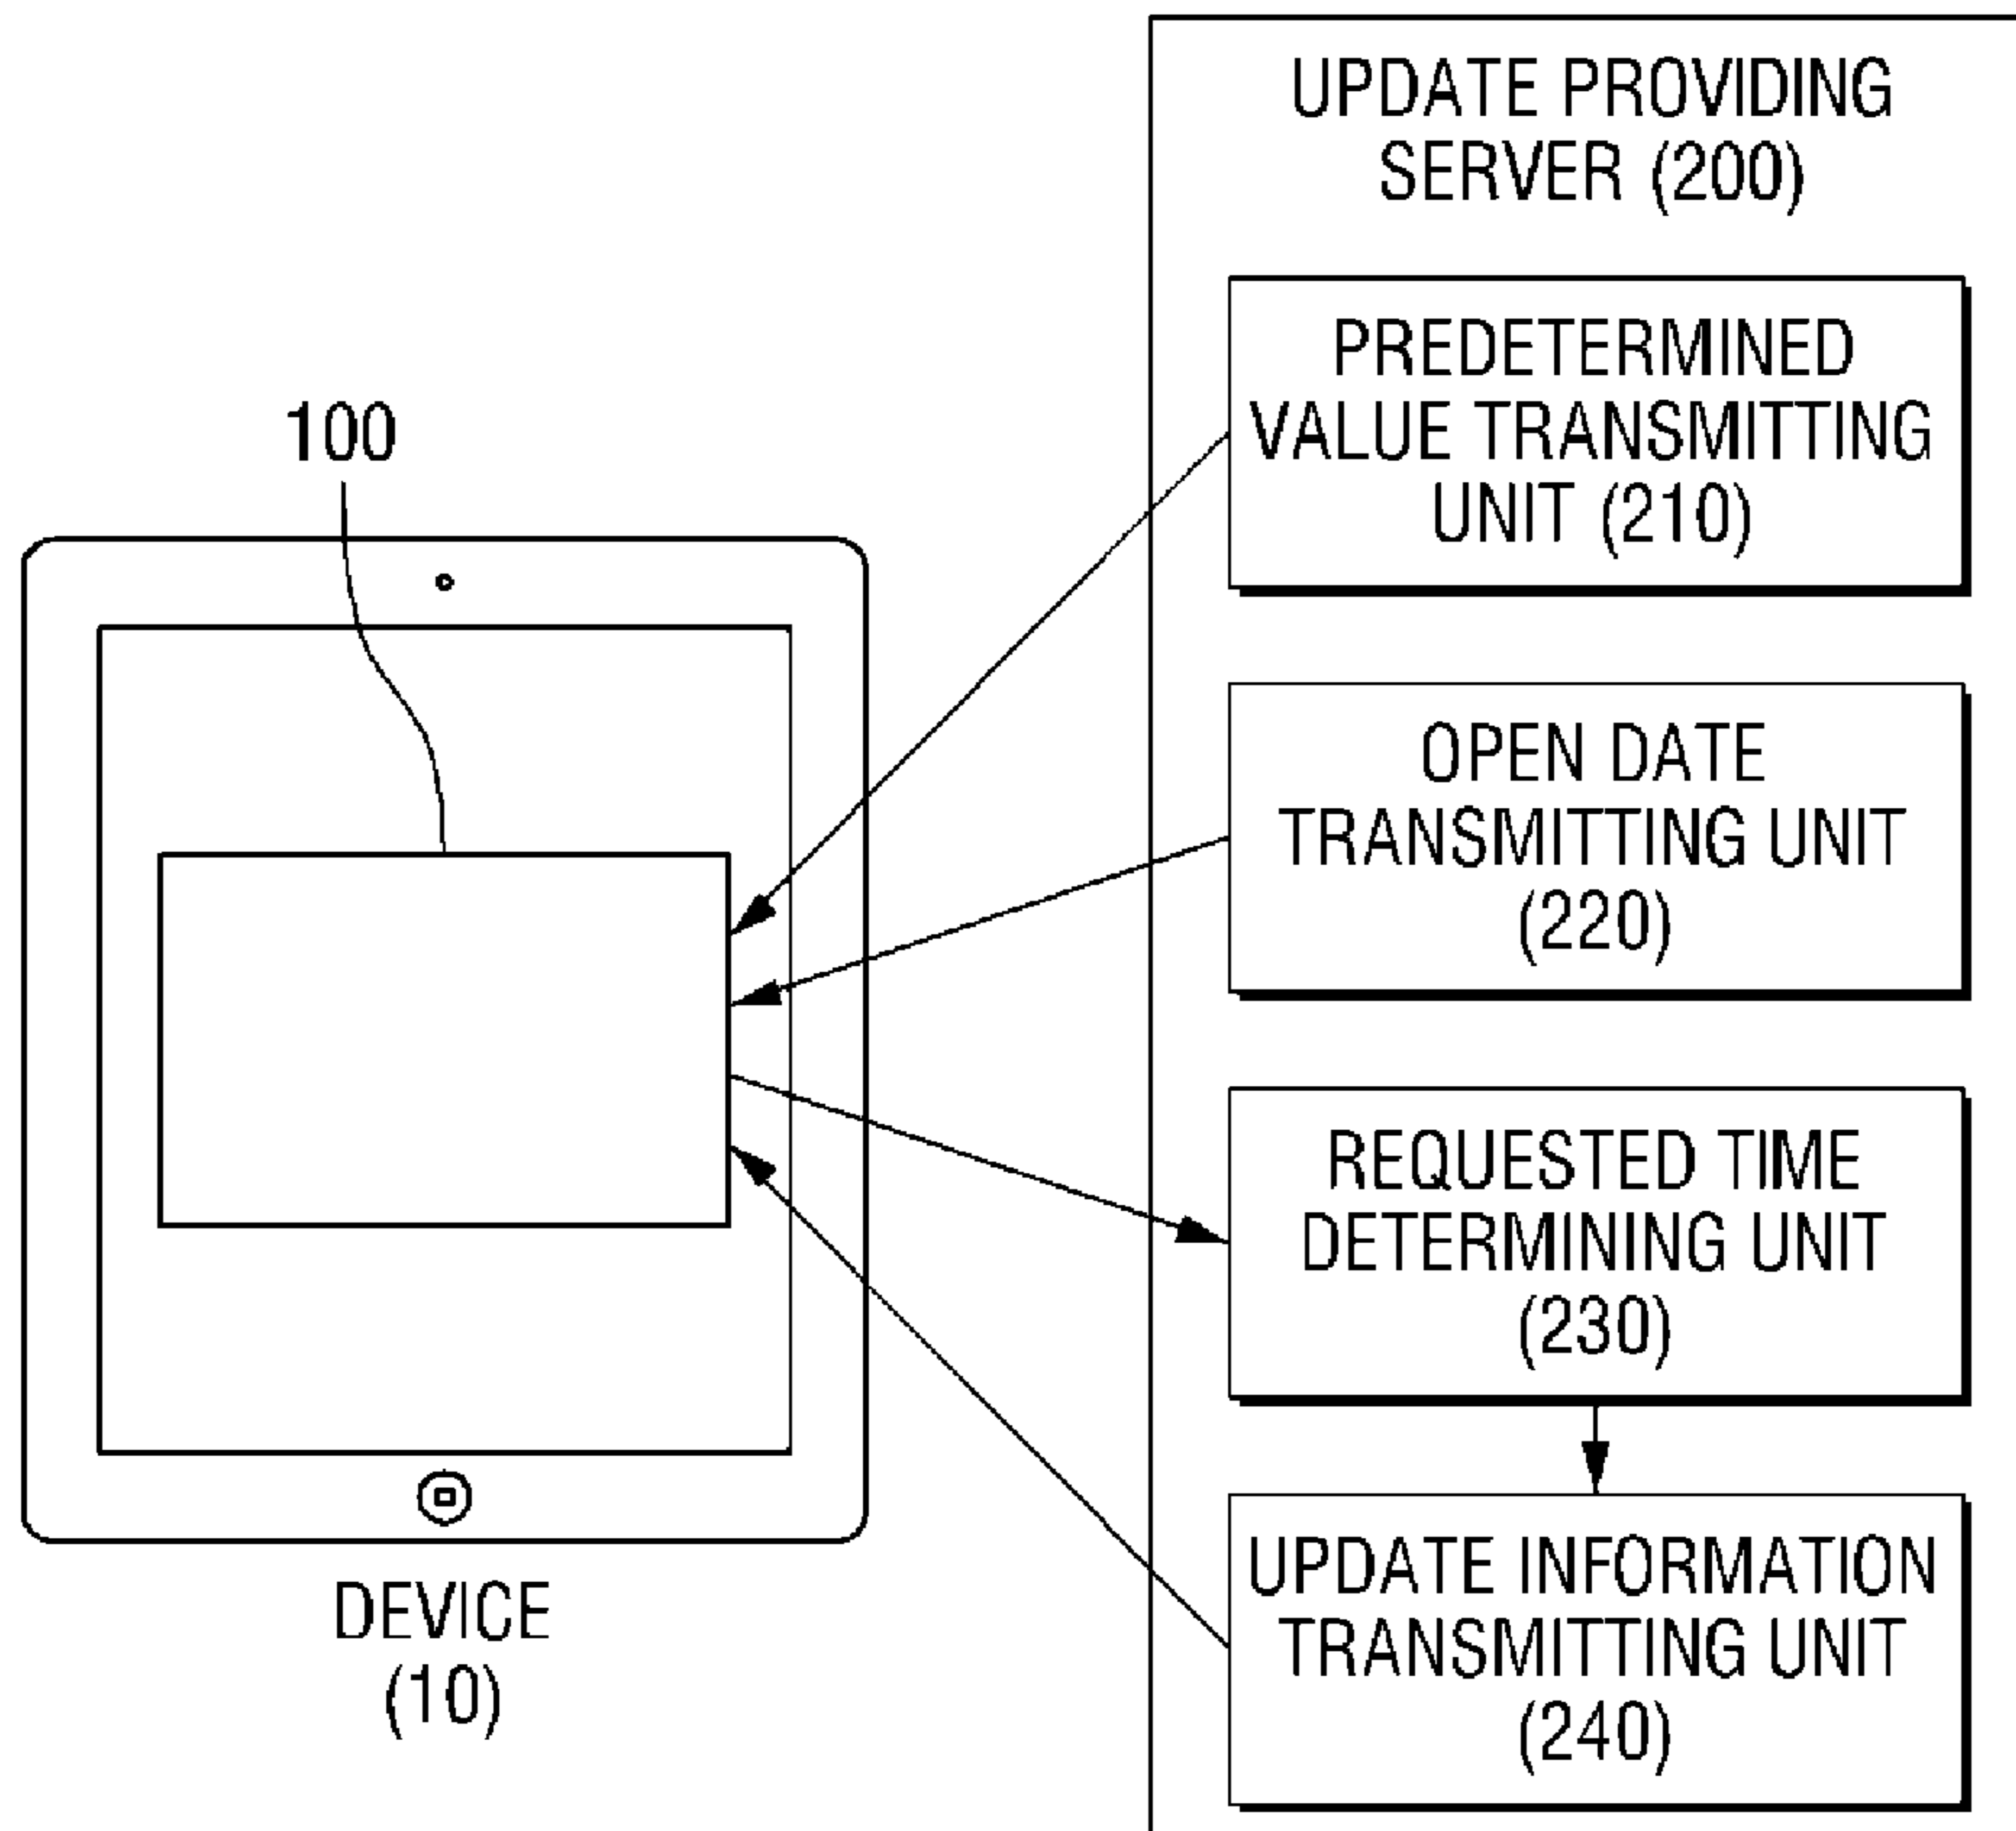 UPDATE PROVIDING
SERVER (200)
PREDETERMINED
VALUE TRANSMITTING
UNIT (210)
100
OPEN DATE
TRANSMITTING UNIT
(220)
REQUESTED TIME
DETERMINING UNIT
(230)
UPDATE INFORMATION
TRANSMITTING UNIT
(240)
DEVICE
(10)